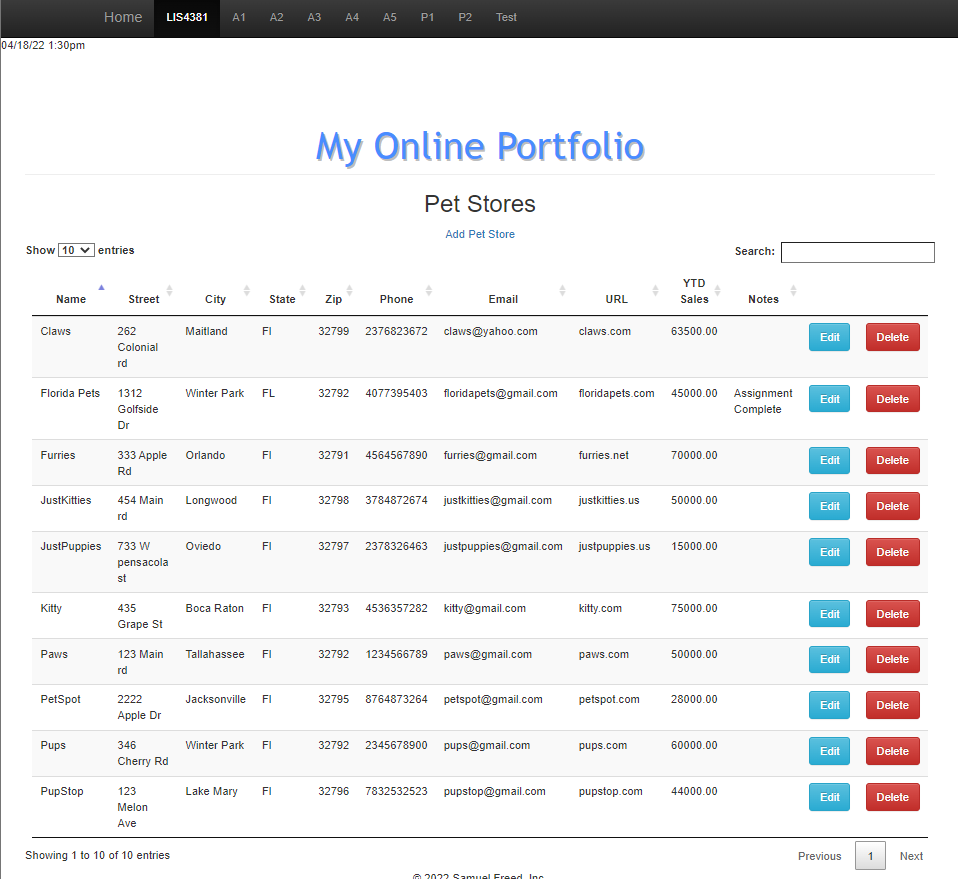 Home LIS4381 A1 A2 A3 A4 A5 P1 P2 Test
04/18/22 1:30pm
My Online Portfolio
Pet Stores
Add Pet Store
Show 10 entries
Search:
Name Street City State Zip Phone Email URL YTD Sales Notes
Claws 262 Colonial rd Maitland Fl 32799 2376823672 claws@yahoo.com claws.com 63500.00 Edit Delete
Florida Pets 1312 Golfside Dr Winter Park FL 32792 4077395403 floridapets@gmail.com floridapets.com 45000.00 Assignment Complete Edit Delete
Furries 333 Apple Rd Orlando Fl 32791 4564567890 furries@gmail.com furries.net 70000.00 Edit Delete
JustKitties 454 Main rd Longwood Fl 32798 3784872674 justkitties@gmail.com justkitties.us 50000.00 Edit Delete
JustPuppies 733 W pensacola st Oviedo Fl 32797 2378326463 justpuppies@gmail.com justpuppies.us 15000.00 Edit Delete
Kitty 435 Grape St Boca Raton Fl 32793 4536357282 kitty@gmail.com kitty.com 75000.00 Edit Delete
Paws 123 Main rd Tallahassee Fl 32792 1234566789 paws@gmail.com paws.com 50000.00 Edit Delete
PetSpot 2222 Apple Dr Jacksonville Fl 32795 8764873264 petspot@gmail.com petspot.com 28000.00 Edit Delete
Pups 346 Cherry Rd Winter Park Fl 32792 2345678900 pups@gmail.com pups.com 60000.00 Edit Delete
PupStop 123 Melon Ave Lake Mary Fl 32796 7832532523 pupstop@gmail.com pupstop.com 44000.00 Edit Delete
Showing 1 to 10 of 10 entries
Previous 1 Next
© 2022 Samuel Freed, Inc